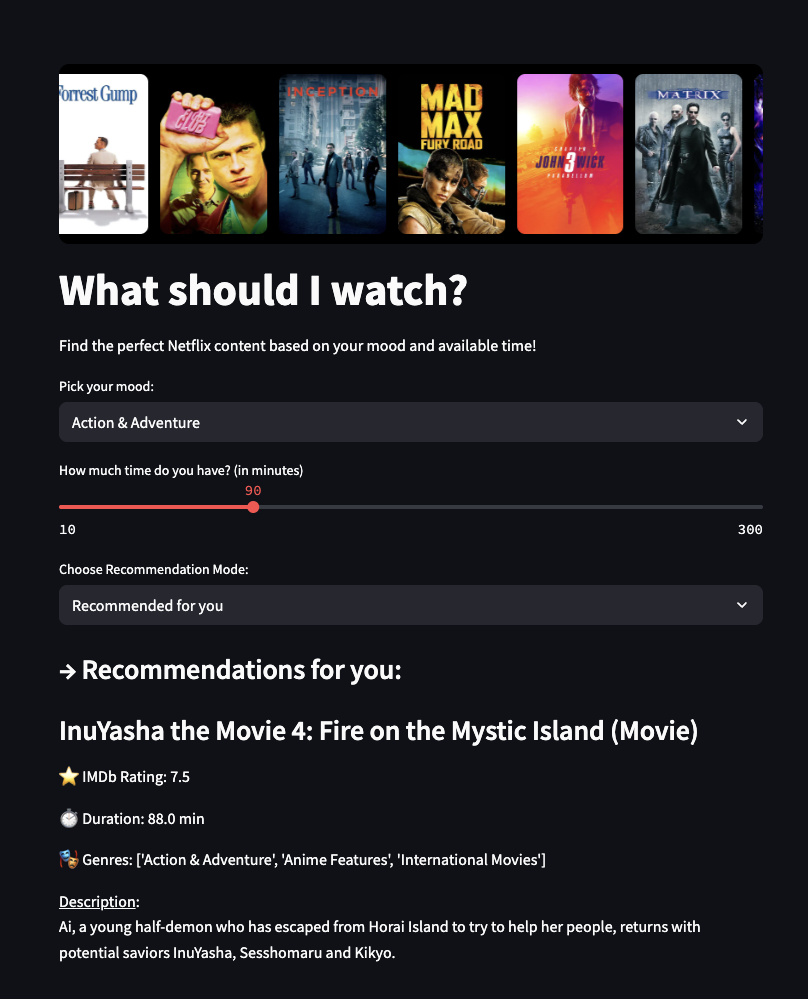 Forrest Gump
FIGHT CLUB
INCEPTION
MAD
MAX
FURY ROAD
CHAPTER
JOHN 3 WICK
PARABELLUM
MATRIX
What should I watch?
Find the perfect Netflix content based on your mood and available time!
Pick your mood:
Action & Adventure
How much time do you have? (in minutes)
90
10 300
Choose Recommendation Mode:
Recommended for you
→ Recommendations for you:
InuYasha the Movie 4: Fire on the Mystic Island (Movie)
⭐ IMDb Rating: 7.5
⏱️ Duration: 88.0 min
🎭 Genres: ['Action & Adventure', 'Anime Features', 'International Movies']
Description:
Ai, a young half-demon who has escaped from Horai Island to try to help her people, returns with
potential saviors InuYasha, Sesshomaru and Kikyo.